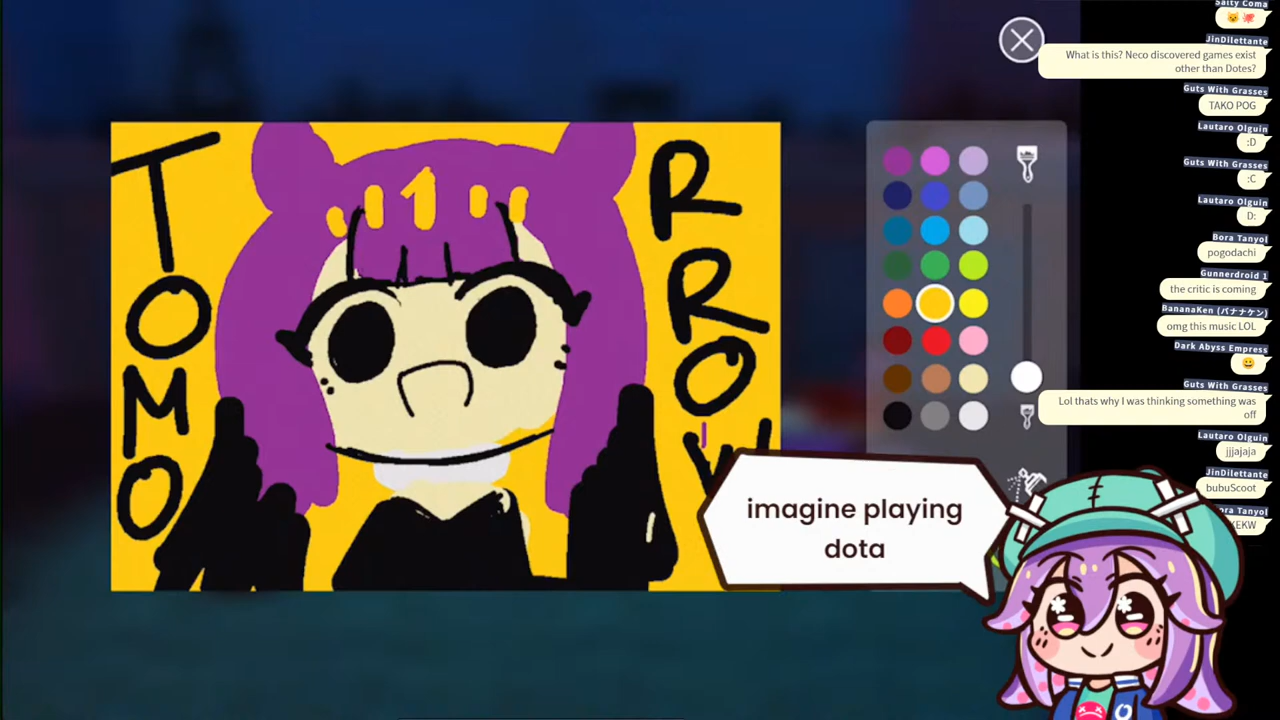 TOMO
RROW
1
imagine playing
dota
Salty Coma
JinDilettante
What is this? Neco discovered games exist
other than Dotes?
Guts With Grasses
TAKO POG
Lautaro Olguin
:D
Guts With Grasses
:C
Lautaro Olguin
D:
Bora Tanyol
pogodachi
Gunnerdroid 1
the critic is coming
BananaKen (バナナケン)
omg this music LOL
Dark Abyss Empress
Guts With Grasses
Lol thats why I was thinking something was
off
Lautaro Olguin
jjjajaja
JinDilettante
bubuScoot
ora Tanyol
KEKW